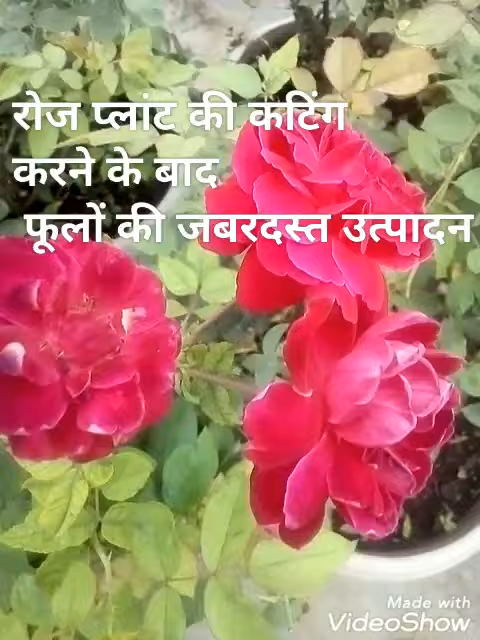 रोज प्लांट की कटिंग
करने के बाद
फूलों की जबरदस्त उत्पादन
Made with
VideoShow